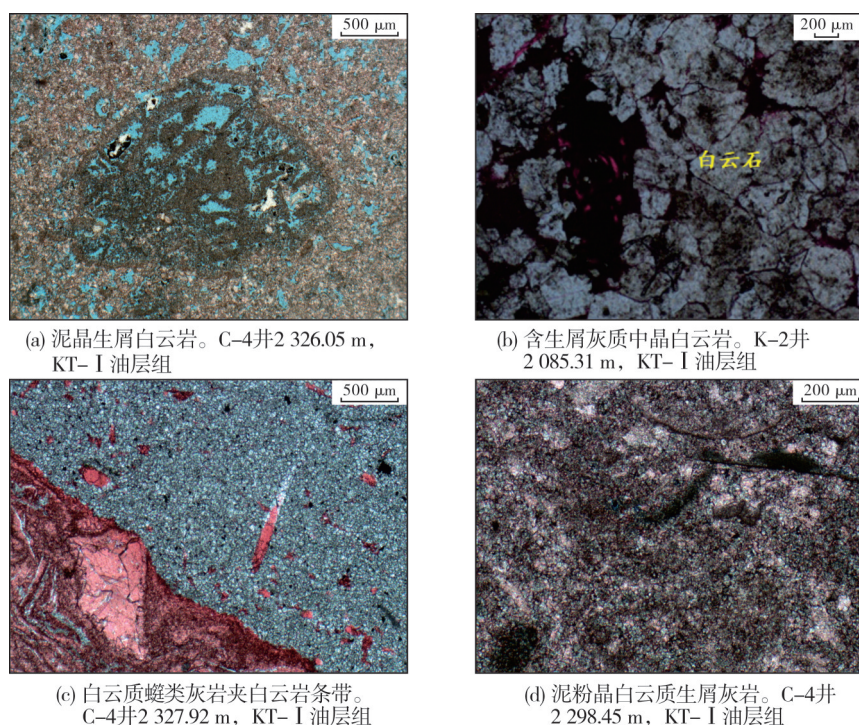 500 μm
200 μm
白云石
(a) 泥晶生屑白云岩。C-4井2 326.05 m,
KT-Ⅰ油层组
(b) 含生屑灰质中晶白云岩。K-2井
2 085.31 m, KT-Ⅰ油层组
500 μm
200 μm
(c) 白云质䗴类灰岩夹白云岩条带。
C-4井2 327.92 m, KT-Ⅰ油层组
(d) 泥粉晶白云质生屑灰岩。C-4井
2 298.45 m, KT-Ⅰ油层组